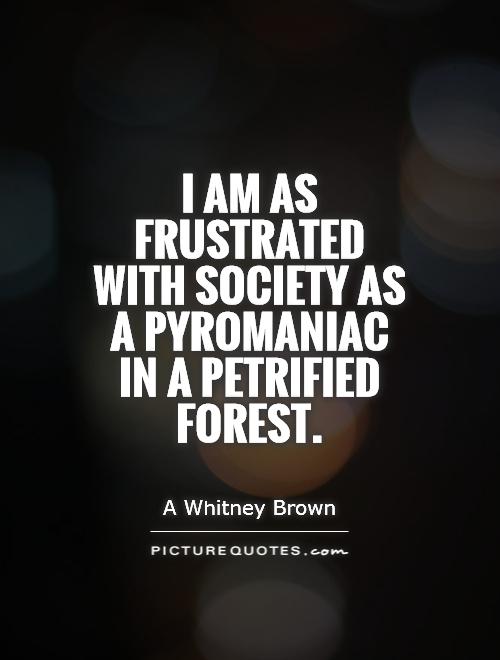 I AM AS
FRUSTRATED
WITH SOCIETY AS
A PYROMANIAC
IN A PETRIFIED
FOREST.
A Whitney Brown
PICTUREQUOTES.com